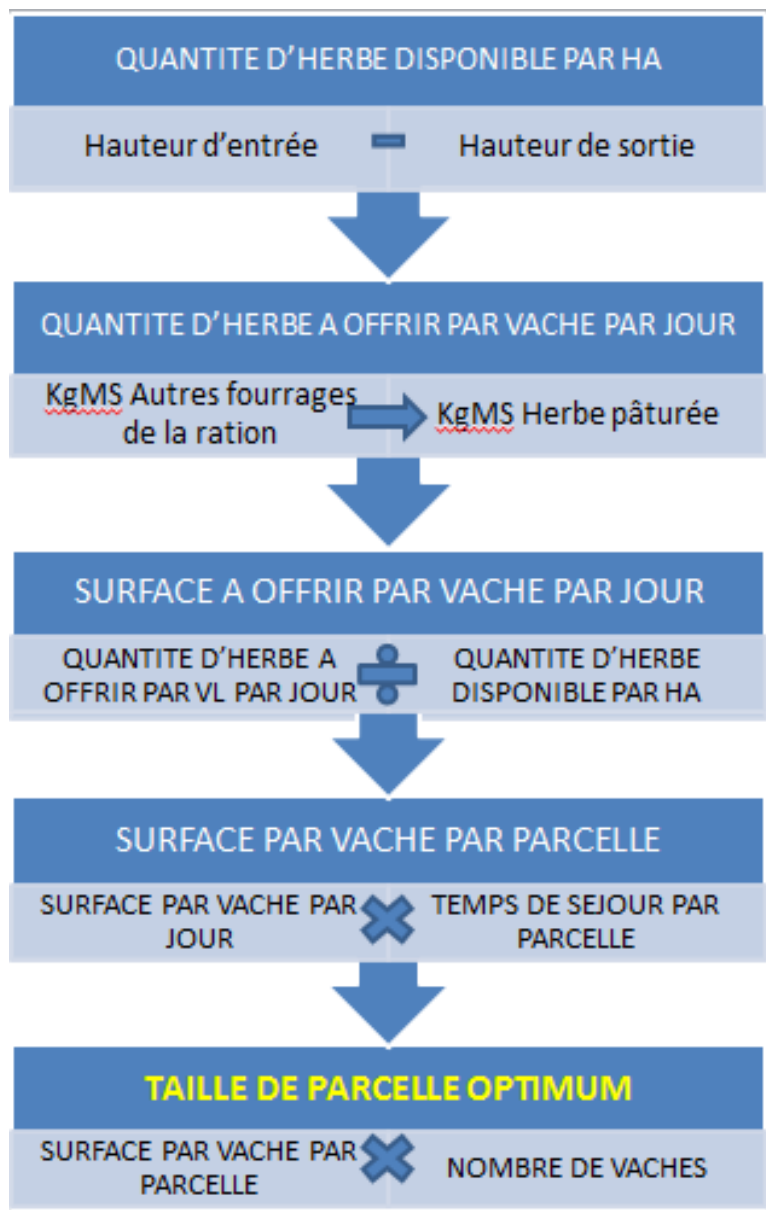 QUANTITE D'HERBE DISPONIBLE PAR HA
Hauteur d'entrée
Hauteur de sortie
QUANTITE D'HERBE A OFFRIR PAR VACHE PAR JOUR
KgMS Autres fourrages
de la ration
KgMS Herbe pâturée
SURFACE A OFFRIR PAR VACHE PAR JOUR
QUANTITE D'HERBE A
OFFRIR PAR VL PAR JOUR
QUANTITE D'HERBE
DISPONIBLE PAR HA
SURFACE PAR VACHE PAR PARCELLE
SURFACE PAR VACHE PAR
JOUR
TEMPS DE SEJOUR PAR
PARCELLE
TAILLE DE PARCELLE OPTIMUM
SURFACE PAR VACHE PAR
PARCELLE
NOMBRE DE VACHES